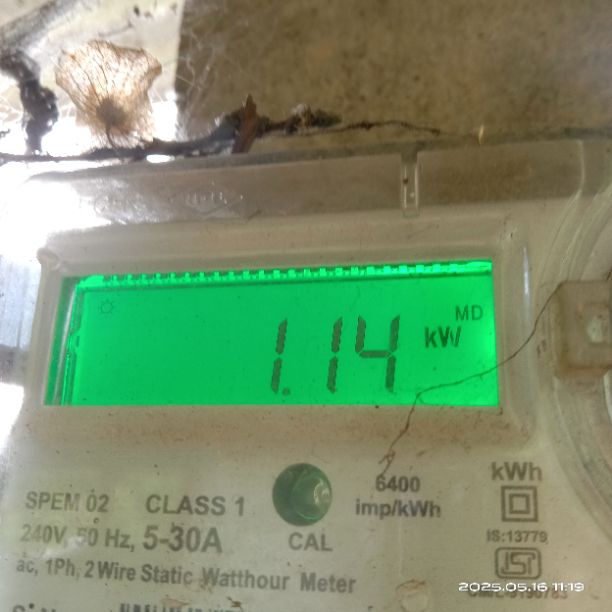 MD
1.14 kW
kWh
6400
SPEM 02 CLASS 1 imp/kWh
240V, 50 Hz, 5-30A CAL IS:13779
ac, 1Ph, 2 Wire Static Watthour Meter
ISI
2025.05.16 11:19